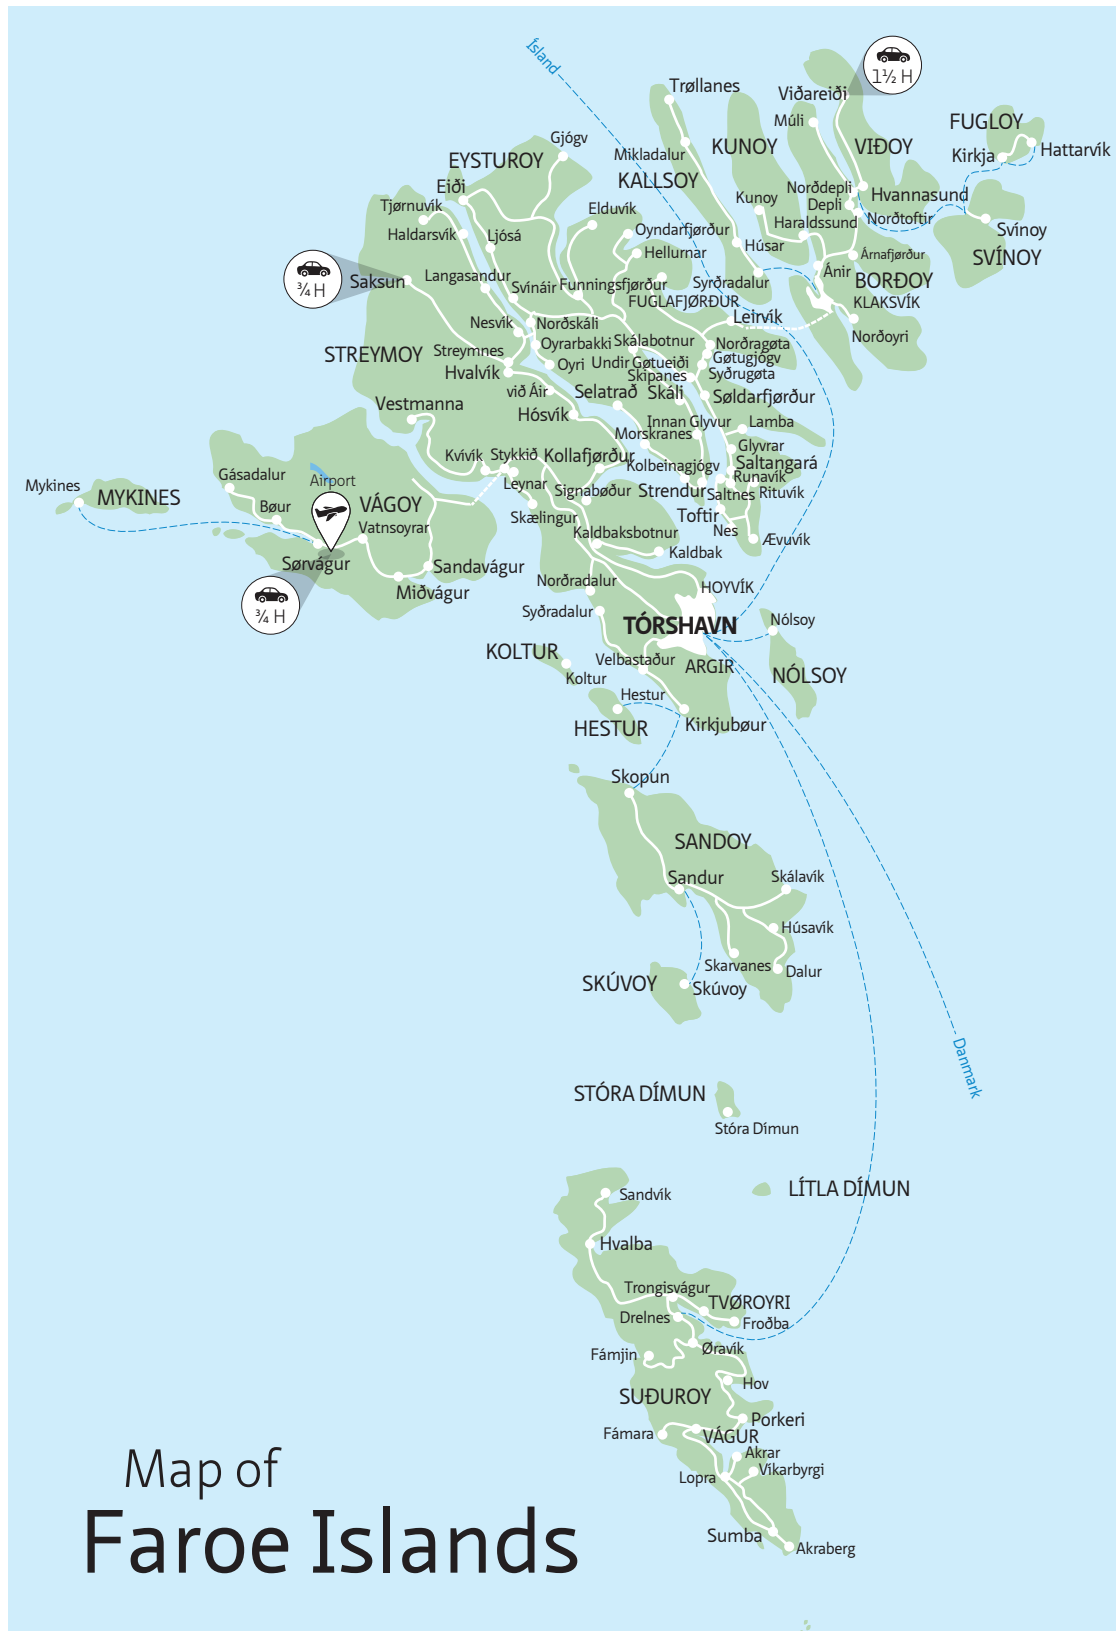 Ísland
1½ H
Trøllanes
Viðareiði
Múli
FUGLOY
Gjógv
Mikladalur
KUNOY
VIÐOY
Kirkja
Hattarvík
EYSTUROY
KALLSOY
Eiði
Norðdepli
Hvannasund
Tjørnuvík
Elduvík
Kunoy
Depli
Norðtoftir
Haldarsvík
Ljósá
Oyndarfjørður
Haraldssund
Svínoy
Hellurnar
Húsar
Árnafjørður
SVÍNOY
Saksun
¾ H
Langasandur
Svínáir
Funningsfjørður
Syrðradalur
Ánir
BORÐOY
FUGLAFJØRÐUR
KLAKSVÍK
Nesvík
Norðskáli
Leirvík
Norðoyri
STREYMOY
Streymnes
Oyrarbakki
Skálabotnur
Norðragøta
Hvalvík
Oyri
Undir Gøtueiði
Gøtugjógv
Skipanes
Syðrugøta
við Áir
Selatrað
Skáli
Søldarfjørður
Vestmanna
Hósvík
Innan Glyvur
Lamba
Morskranes
Glyvrar
Kvívík
Stykkið
Kollafjørður
Kolbeinagjógv
Saltangará
Runavík
Gásadalur
Airport
Leynar
Signabøður
Strendur
Saltnes
Rituvík
Mykines
MYKINES
Bøur
VÁGOY
Skælingur
Toftir
Vatnsoyrar
Kaldbaksbotnur
Nes
Ævuvík
Sørvágur
Sandavágur
Kaldbak
Miðvágur
Norðradalur
HOYVÍK
¾ H
Syðradalur
TÓRSHAVN
Nólsoy
KOLTUR
Velbastaður
ARGIR
NÓLSOY
Koltur
Hestur
HESTUR
Kirkjubøur
Skopun
SANDOY
Sandur
Skálavík
Húsavík
Skarvanes
Dalur
SKÚVOY
Skúvoy
Danmark
STÓRA DÍMUN
Stóra Dímun
LÍTLA DÍMUN
Sandvík
Hvalba
Trongisvágur
TVØROYRI
Drelnes
Froðba
Øravík
Fámjin
Hov
SUÐUROY
Porkeri
Fámara
VÁGUR
Akrar
Víkarbyrgi
Lopra
Sumba
Akraberg
Map of
Faroe Islands